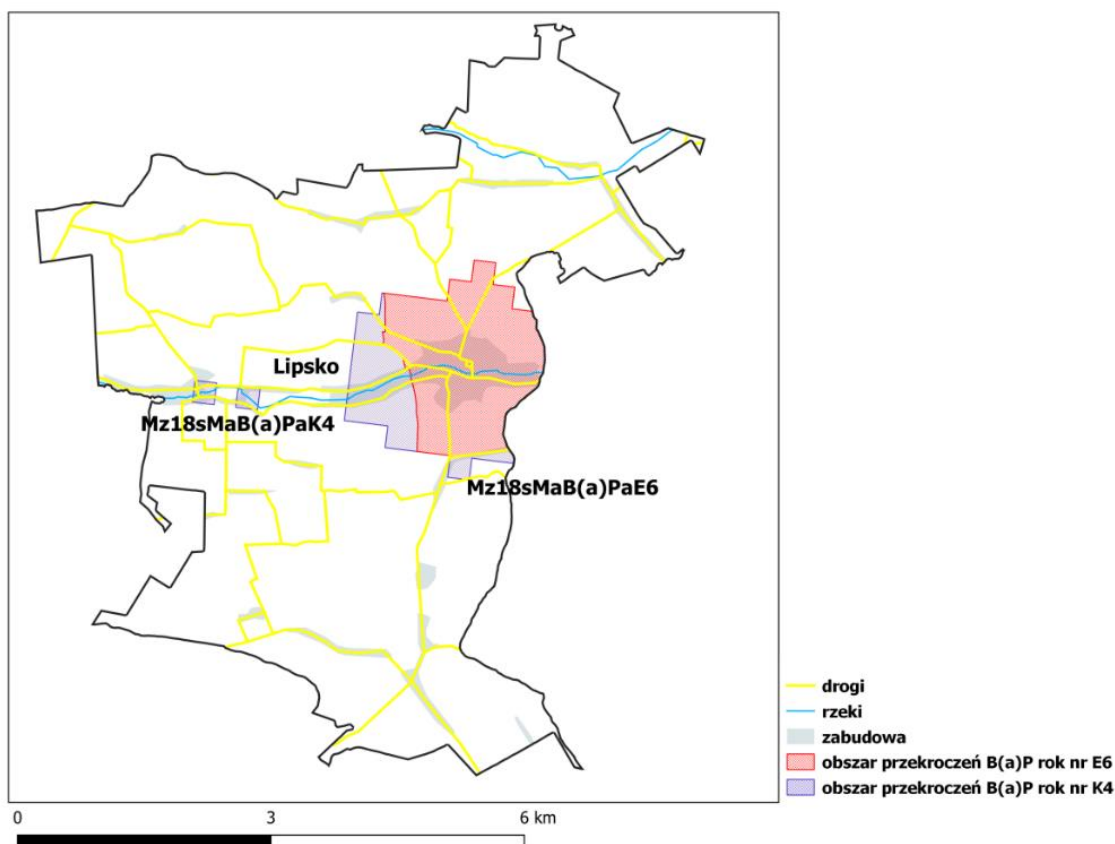 Lipsko
Mz18sMaB(a)PaK4
Mz18sMaB(a)PaE6
drogi
rzeki
zabudowa
obszar przekroczeń B(a)P rok nr E6
obszar przekroczeń B(a)P rok nr K4
0 3 6 km